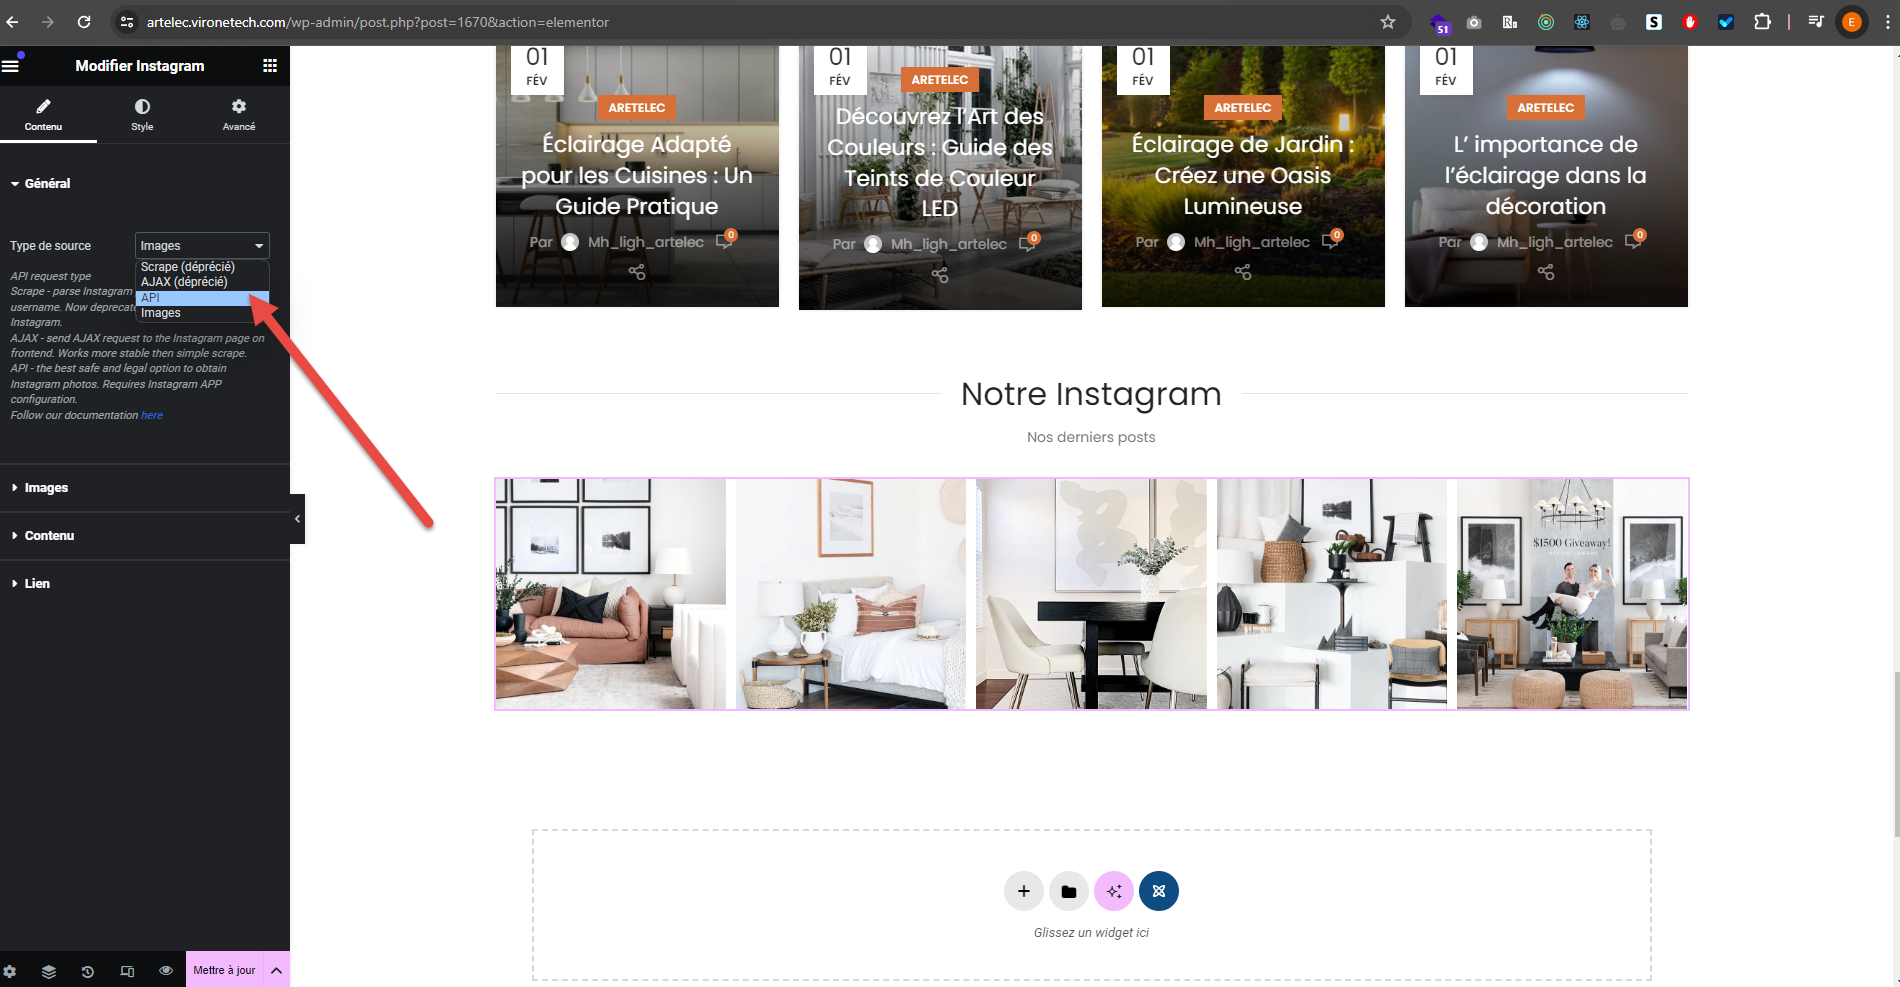 artelec.vironetech.com/wp-admin/post.php?post=1670&action=elementor
51
E
Modifier Instagram
Contenu
Style
Avancé
Général
Type de source
Images
Scrape (déprécié)
AJAX (déprécié)
API
Images
API request type
Scrape - parse Instagram
username. Now deprecate
Instagram.
AJAX - send AJAX request to the Instagram page on
frontend. Works more stable then simple scrape.
API - the best safe and legal option to obtain
Instagram photos. Requires Instagram APP
configuration.
Follow our documentation here
Images
Contenu
Lien
Mettre à jour
01
FÉV
ARETELEC
Éclairage Adapté
pour les Cuisines : Un
Guide Pratique
Par Mh_ligh_artelec 0
01
FÉV
ARETELEC
Découvrez l'Art des
Couleurs : Guide des
Teints de Couleur
LED
Par Mh_ligh_artelec 0
01
FÉV
ARETELEC
Éclairage de Jardin :
Créez une Oasis
Lumineuse
Par Mh_ligh_artelec 0
01
FÉV
ARETELEC
L' importance de
l'éclairage dans la
décoration
Par Mh_ligh_artelec 0
Notre Instagram
Nos derniers posts
$1500 Giveaway!
Glissez un widget ici